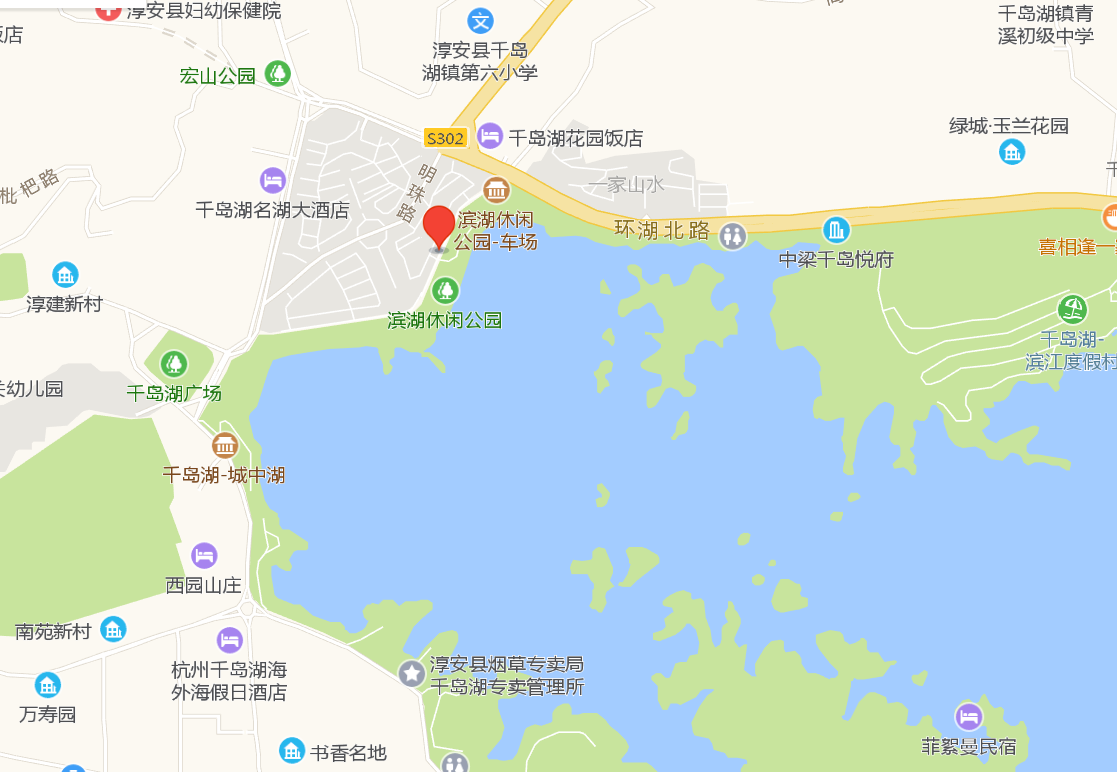 淳安县妇幼保健院
饭店
淳安县千岛
湖镇第六小学
千岛湖镇青
溪初级中学
宏山公园
S302
千岛湖花园饭店
绿城·玉兰花园
枇杷路
明珠路
一家山水
千岛湖名湖大酒店
滨湖休闲
公园-车场
环湖北路
中梁千岛悦府
喜相逢一
淳建新村
滨湖休闲公园
千岛湖-
滨江度假村
千岛湖广场
幼儿园
千岛湖-城中湖
西园山庄
南苑新村
杭州千岛湖海
外海假日酒店
淳安县烟草专卖局
千岛湖专卖管理所
万寿园
书香名地
菲絮曼民宿